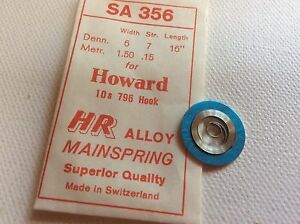 SA 356
Width Str. Length
Denn. 6 7 16"
Metr. 1.50 .15
for
Howard
10s 796 Hook
HR ALLOY
MAINSPRING
Superior Quality
Made in Switzerland